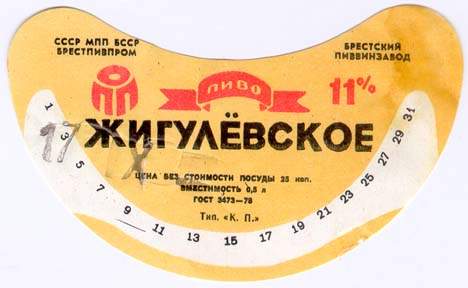 СССР МПП БССР
БРЕСТПИВПРОМ
БРЕСТСКИЙ
ПИВВИНЗАВОД
ОПП
ПИВО
11%
ЖИГУЛЁВСКОЕ
17 X
ЦЕНА БЕЗ СТОИМОСТИ ПОСУДЫ 25 коп.
ВМЕСТИМОСТЬ 0,5 л
ГОСТ 3473—78
Тип. «К. П.»
1 3 5 7 9 11 13 15 17 19 21 23 25 27 29 31